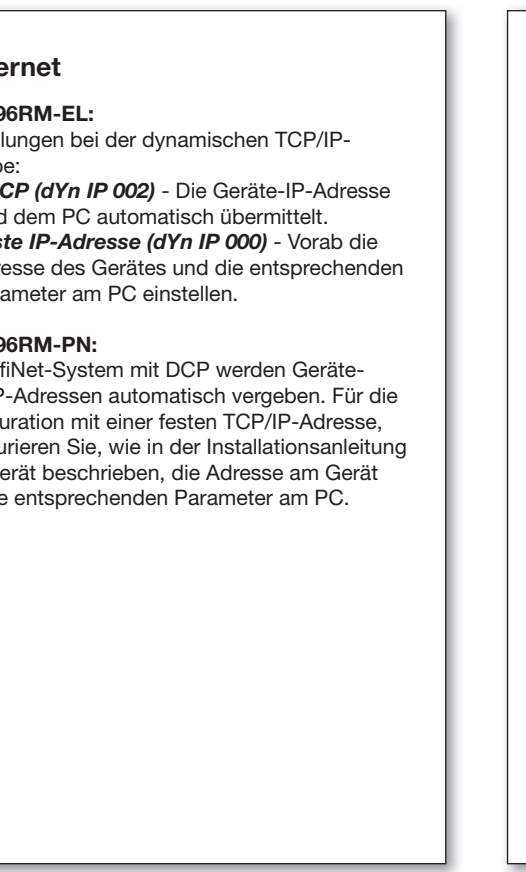 ernet
96RM-EL:
lungen bei der dynamischen TCP/IP-
be:
CP (dYn IP 002) - Die Geräte-IP-Adresse
d dem PC automatisch übermittelt.
ste IP-Adresse (dYn IP 000) - Vorab die
resse des Gerätes und die entsprechenden
ameter am PC einstellen.
96RM-PN:
fiNet-System mit DCP werden Geräte-
P-Adressen automatisch vergeben. Für die
uration mit einer festen TCP/IP-Adresse,
urieren Sie, wie in der Installationsanleitung
erät beschrieben, die Adresse am Gerät
e entsprechenden Parameter am PC.